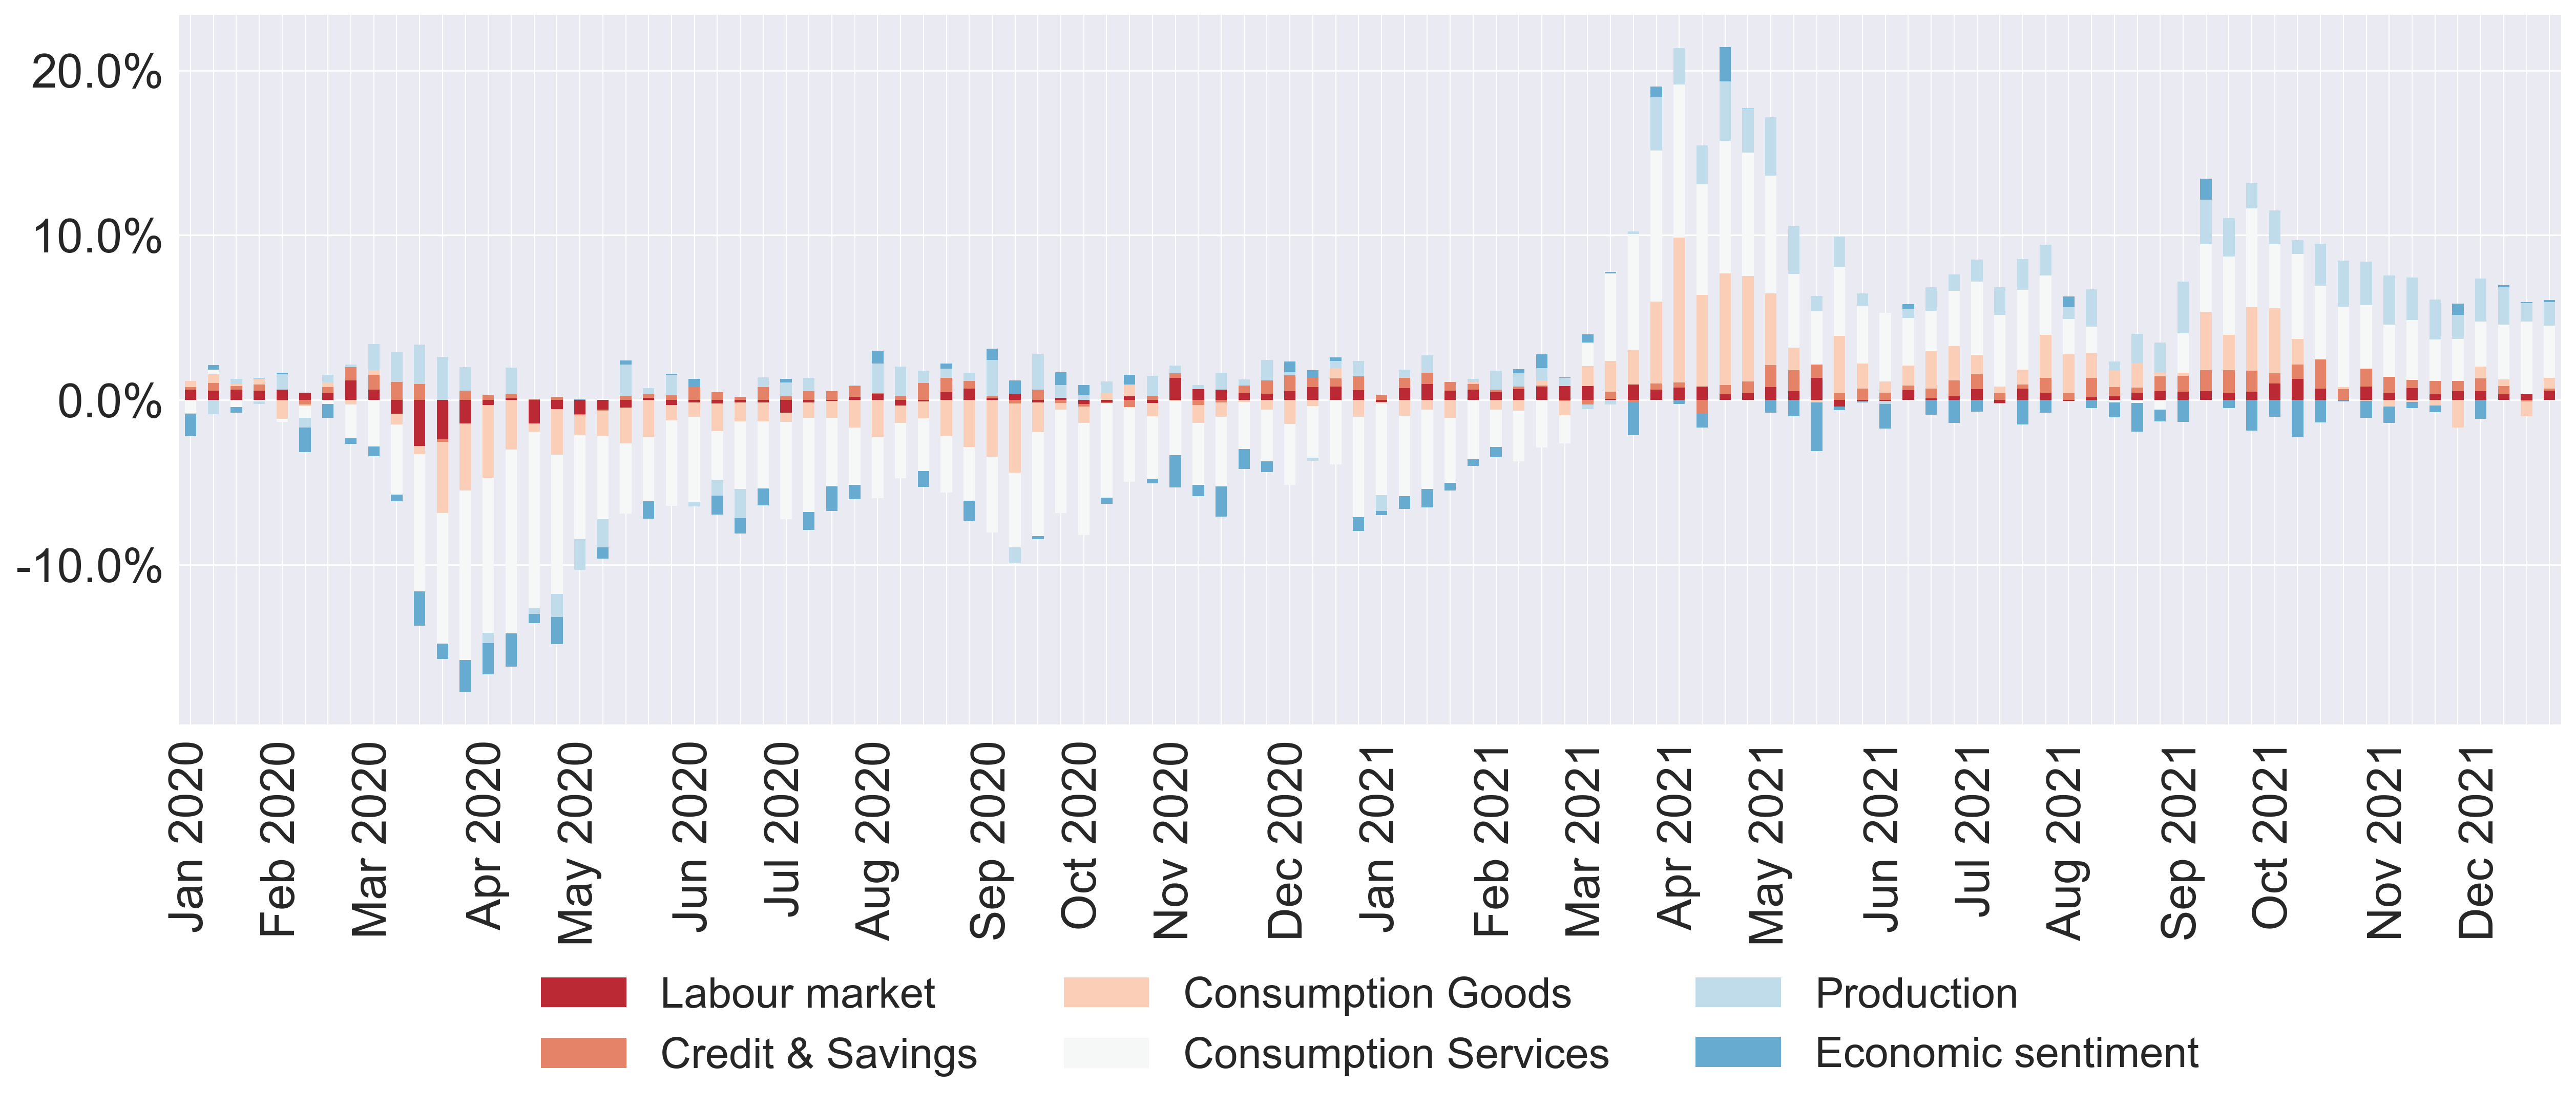 20.0%
10.0%
0.0%
-10.0%
Jan 2020
Feb 2020
Mar 2020
Apr 2020
May 2020
Jun 2020
Jul 2020
Aug 2020
Sep 2020
Oct 2020
Nov 2020
Dec 2020
Jan 2021
Feb 2021
Mar 2021
Apr 2021
May 2021
Jun 2021
Jul 2021
Aug 2021
Sep 2021
Oct 2021
Nov 2021
Dec 2021
Labour market
Credit & Savings
Consumption Goods
Consumption Services
Production
Economic sentiment